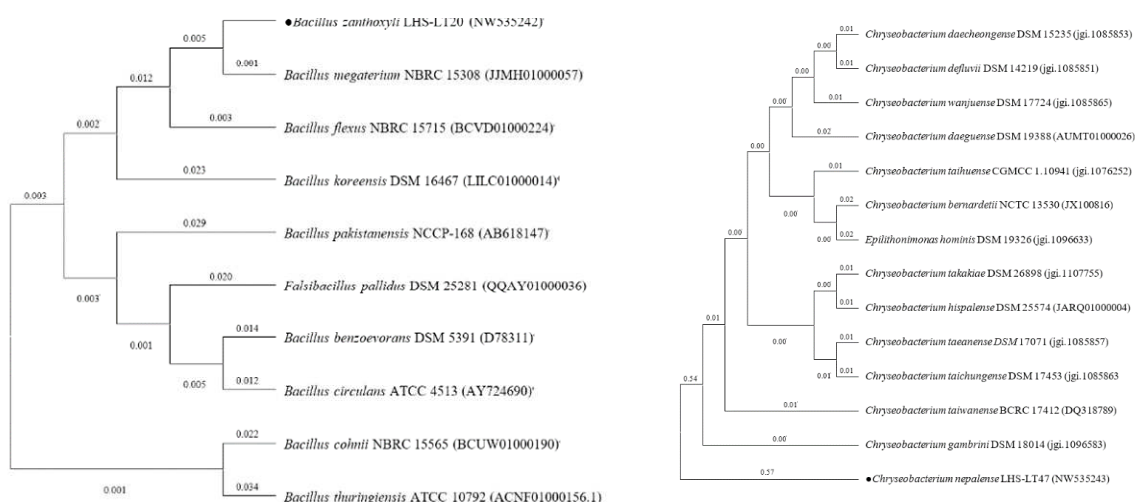 ●Bacillus zanthoxyli LHS-LT20 (NW535242)
0.005
0.001
Bacillus megaterium NBRC 15308 (JJMH01000057)
0.012
0.003
Bacillus flexus NBRC 15715 (BCVD01000224)
0.002
0.023
Bacillus koreensis DSM 16467 (LILC01000014)
0.003
0.029
Bacillus pakistanensis NCCP-168 (AB618147)
0.003
0.020
Falsibacillus pallidus DSM 25281 (QQAY01000036)
0.001
0.014
Bacillus benzoevorans DSM 5391 (D78311)
0.005
0.012
Bacillus circulans ATCC 4513 (AY724690)
0.022
Bacillus cohnii NBRC 15565 (BCUW01000190)
0.001
0.034
Bacillus thuringiensis ATCC 10792 (ACNF01000156.1)
0.01
Chryseobacterium daecheongense DSM 15235 (jgi.1085853)
0.00
0.01
Chryseobacterium defluvii DSM 14219 (jgi.1085851)
0.00
0.01
Chryseobacterium wanjuense DSM 17724 (jgi.1085865)
0.00
0.02
Chryseobacterium daeguense DSM 19388 (AUMT01000026)
0.00
0.01
Chryseobacterium taihuense CGMCC 1.10941 (jgi.1076252)
0.00
0.02
Chryseobacterium bernardetii NCTC 13530 (JX100816)
0.00
0.02
Epilithonimonas hominis DSM 19326 (jgi.1096633)
0.00
0.01
Chryseobacterium takakiae DSM 26898 (jgi.1107755)
0.00
0.01
Chryseobacterium hispalense DSM 25574 (JARQ01000004)
0.00
0.01
Chryseobacterium taeanense DSM 17071 (jgi.1085857)
0.01
0.01
Chryseobacterium taichungense DSM 17453 (jgi.1085863
0.01
0.01
Chryseobacterium taiwanense BCRC 17412 (DQ318789)
0.54
0.00
Chryseobacterium gambrini DSM 18014 (jgi.1096583)
0.57
●Chryseobacterium nepalense LHS-LT47 (NW535243)